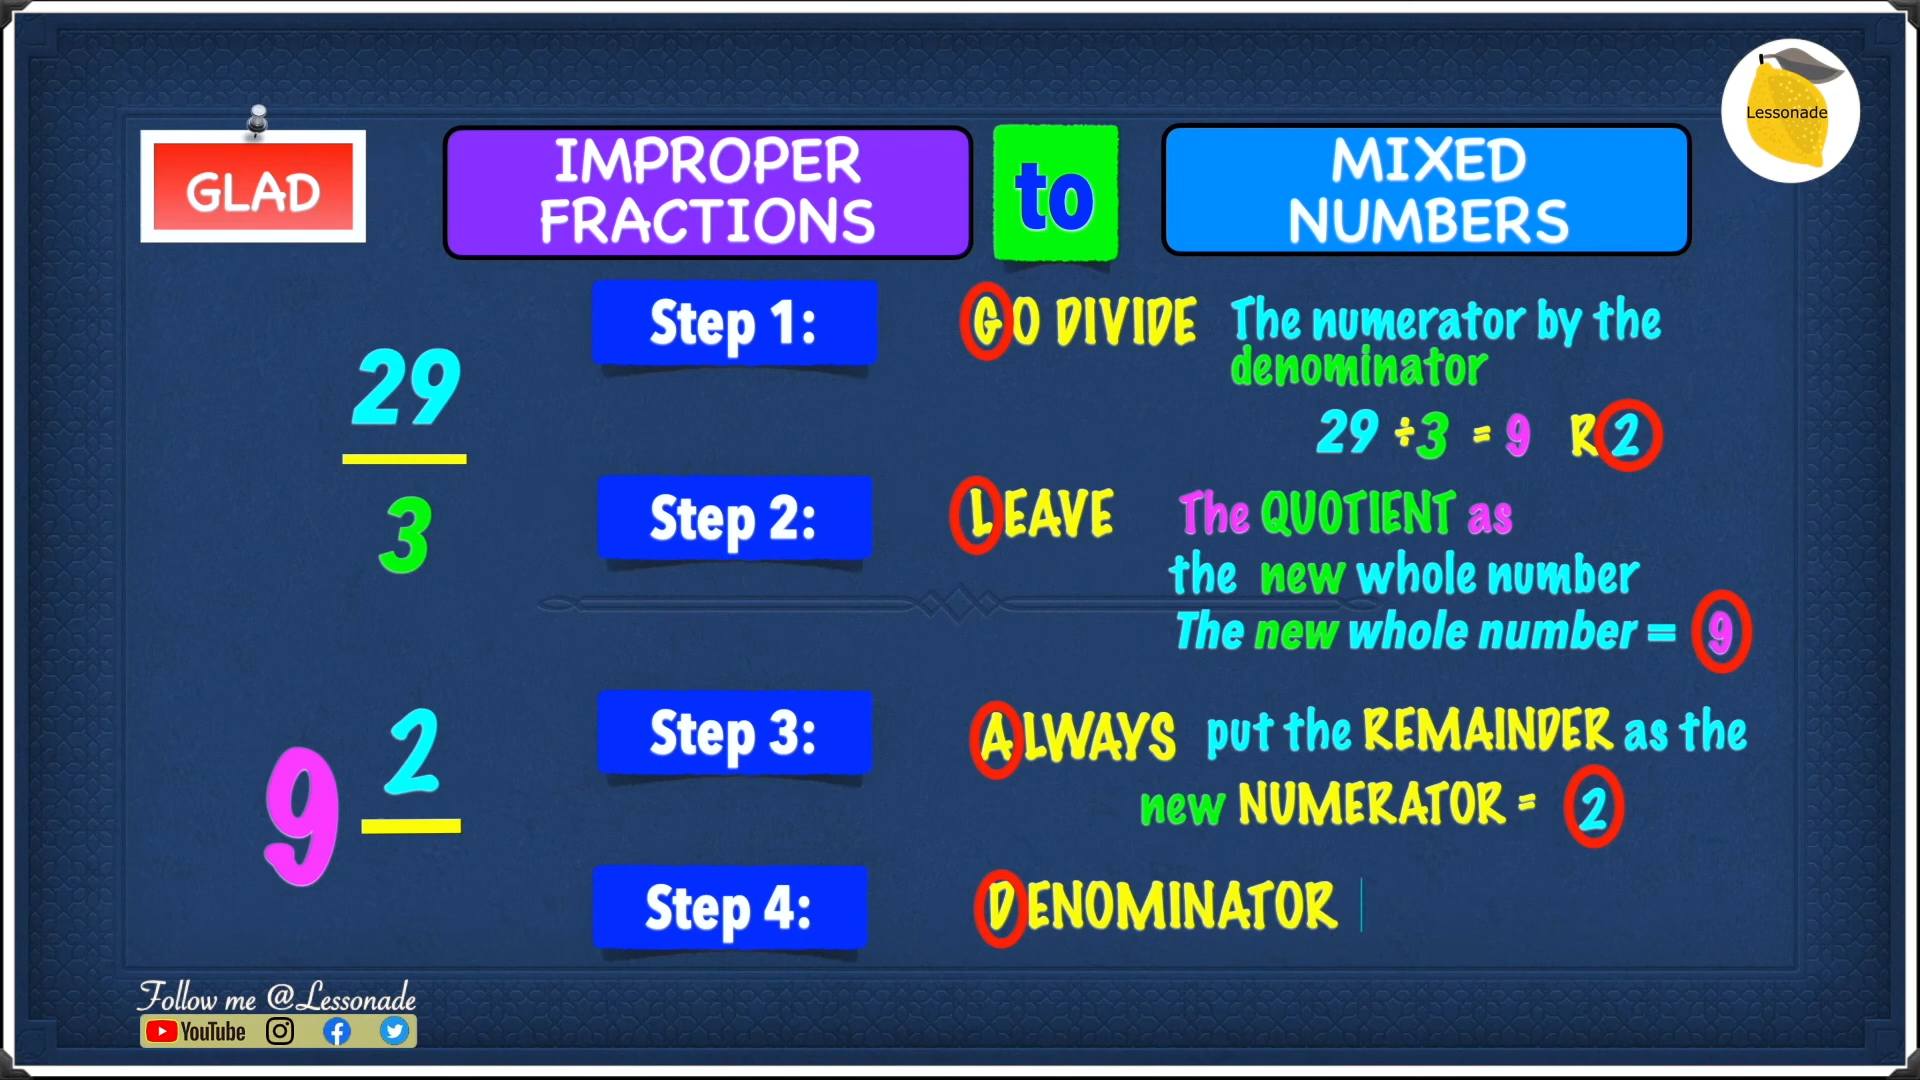 Lessonade
GLAD
IMPROPER
FRACTIONS
to
MIXED
NUMBERS
29
3
Step 1:
GO DIVIDE The numerator by the
denominator
29 ÷3 = 9 R 2
Step 2:
LEAVE The QUOTIENT as
the new whole number
The new whole number = 9
9 2
Step 3:
ALWAYS put the REMAINDER as the
new NUMERATOR = 2
Step 4:
DENOMINATOR
Follow me @Lessonade
YouTube